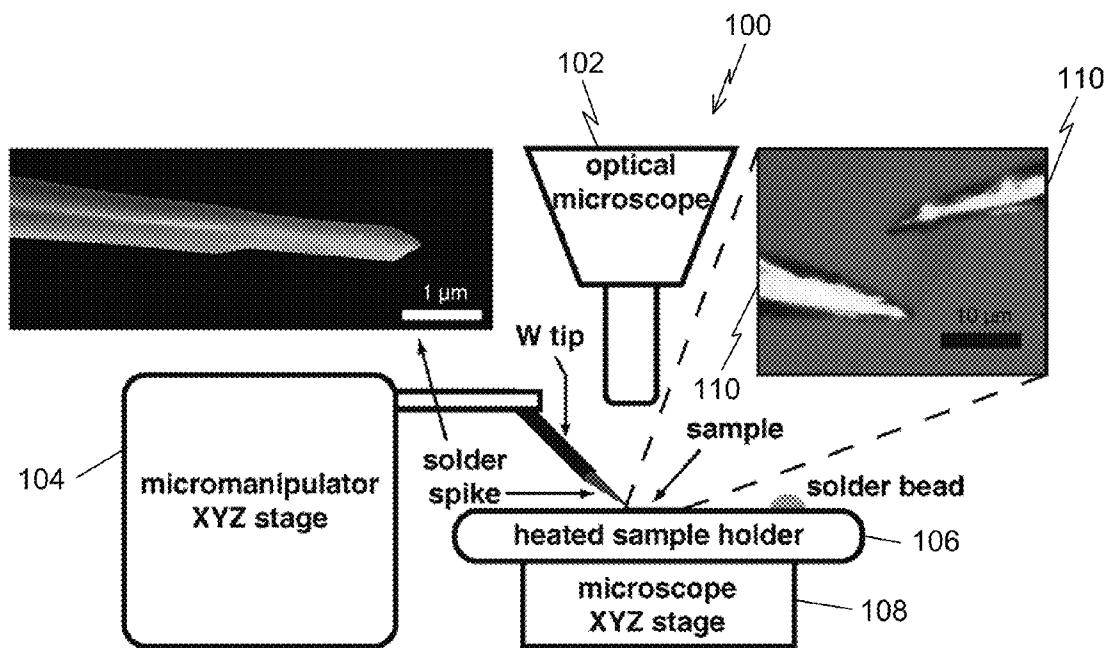 100
102
110
optical
microscope
1 µm
10 µm
W tip
110
sample
104
solder
spike
solder bead
micromanipulator
XYZ stage
heated sample holder
106
microscope
XYZ stage
108